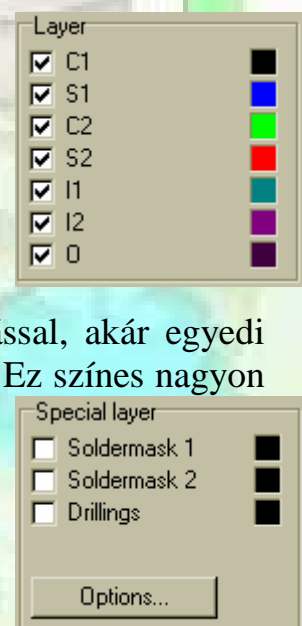 Layer
C1
S1
C2
S2
I1
I2
O
ással, akár egyedi
Ez színes nagyon
Special layer
Soldermask 1
Soldermask 2
Drillings
Options...